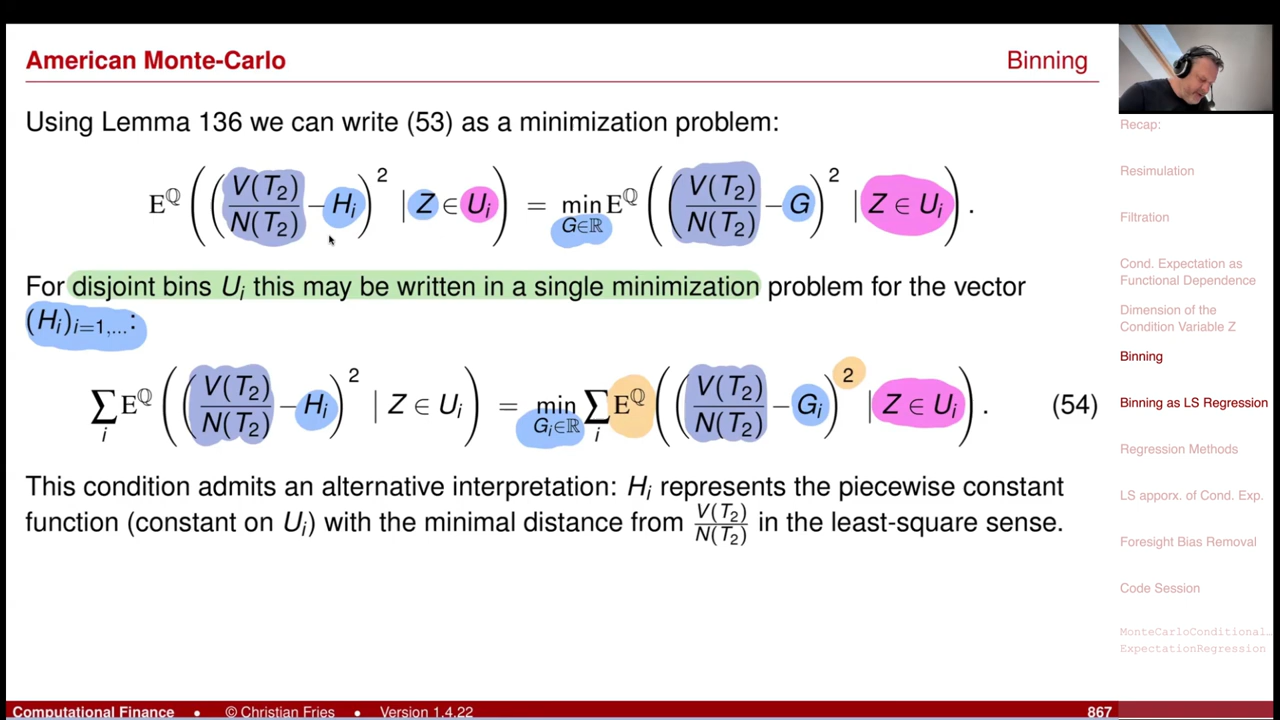 American Monte-Carlo
Binning
Using Lemma 136 we can write (53) as a minimization problem:
E^ℚ ( ( V(T₂)/N(T₂) − Hᵢ )² | Z ∈ Uᵢ ) = min_{G∈ℝ} E^ℚ ( ( V(T₂)/N(T₂) − G )² | Z ∈ Uᵢ ) .
For disjoint bins Uᵢ this may be written in a single minimization problem for the vector
(Hᵢ)ᵢ₌₁,...:
∑ᵢ E^ℚ ( ( V(T₂)/N(T₂) − Hᵢ )² | Z ∈ Uᵢ ) = min_{Gᵢ∈ℝ} ∑ᵢ E^ℚ ( ( V(T₂)/N(T₂) − Gᵢ )² | Z ∈ Uᵢ ) . (54)
This condition admits an alternative interpretation: Hᵢ represents the piecewise constant
function (constant on Uᵢ) with the minimal distance from V(T₂)/N(T₂) in the least-square sense.
Recap:
Resimulation
Filtration
Cond. Expectation as
Functional Dependence
Dimension of the
Condition Variable Z
Binning
Binning as LS Regression
Regression Methods
LS apporx. of Cond. Exp.
Foresight Bias Removal
Code Session
MonteCarloConditional…
ExpectationRegression
Computational Finance • © Christian Fries • Version 1.4.22
867